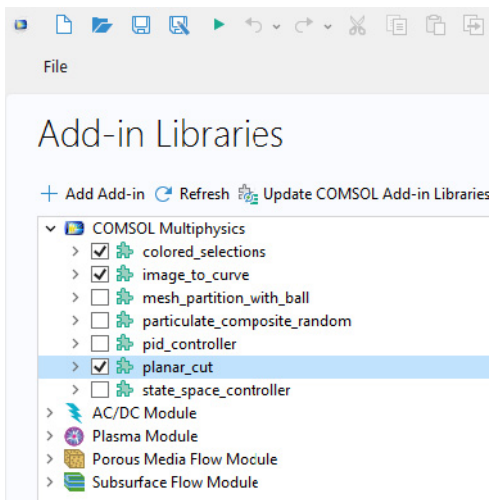 File
Add-in Libraries
Add Add-in Refresh Update COMSOL Add-in Libraries
COMSOL Multiphysics
colored_selections
image_to_curve
mesh_partition_with_ball
particulate_composite_random
pid_controller
planar_cut
state_space_controller
AC/DC Module
Plasma Module
Porous Media Flow Module
Subsurface Flow Module